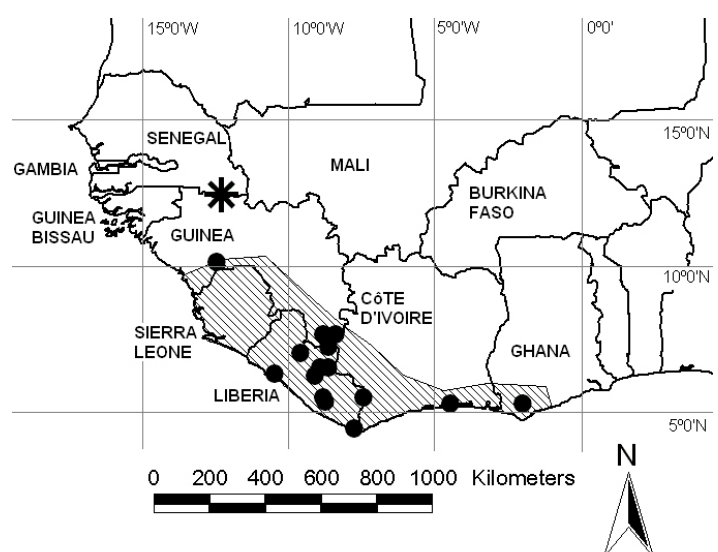 15º0'W
10º0'W
5º0'W
0º0'
SENEGAL
15º0'N
GAMBIA
MALI
BURKINA
FASO
GUINEA
BISSAU
GUINEA
10º0'N
CôTE
D'IVOIRE
SIERRA
LEONE
GHANA
LIBERIA
5º0'N
N
0 200 400 600 800 1000 Kilometers